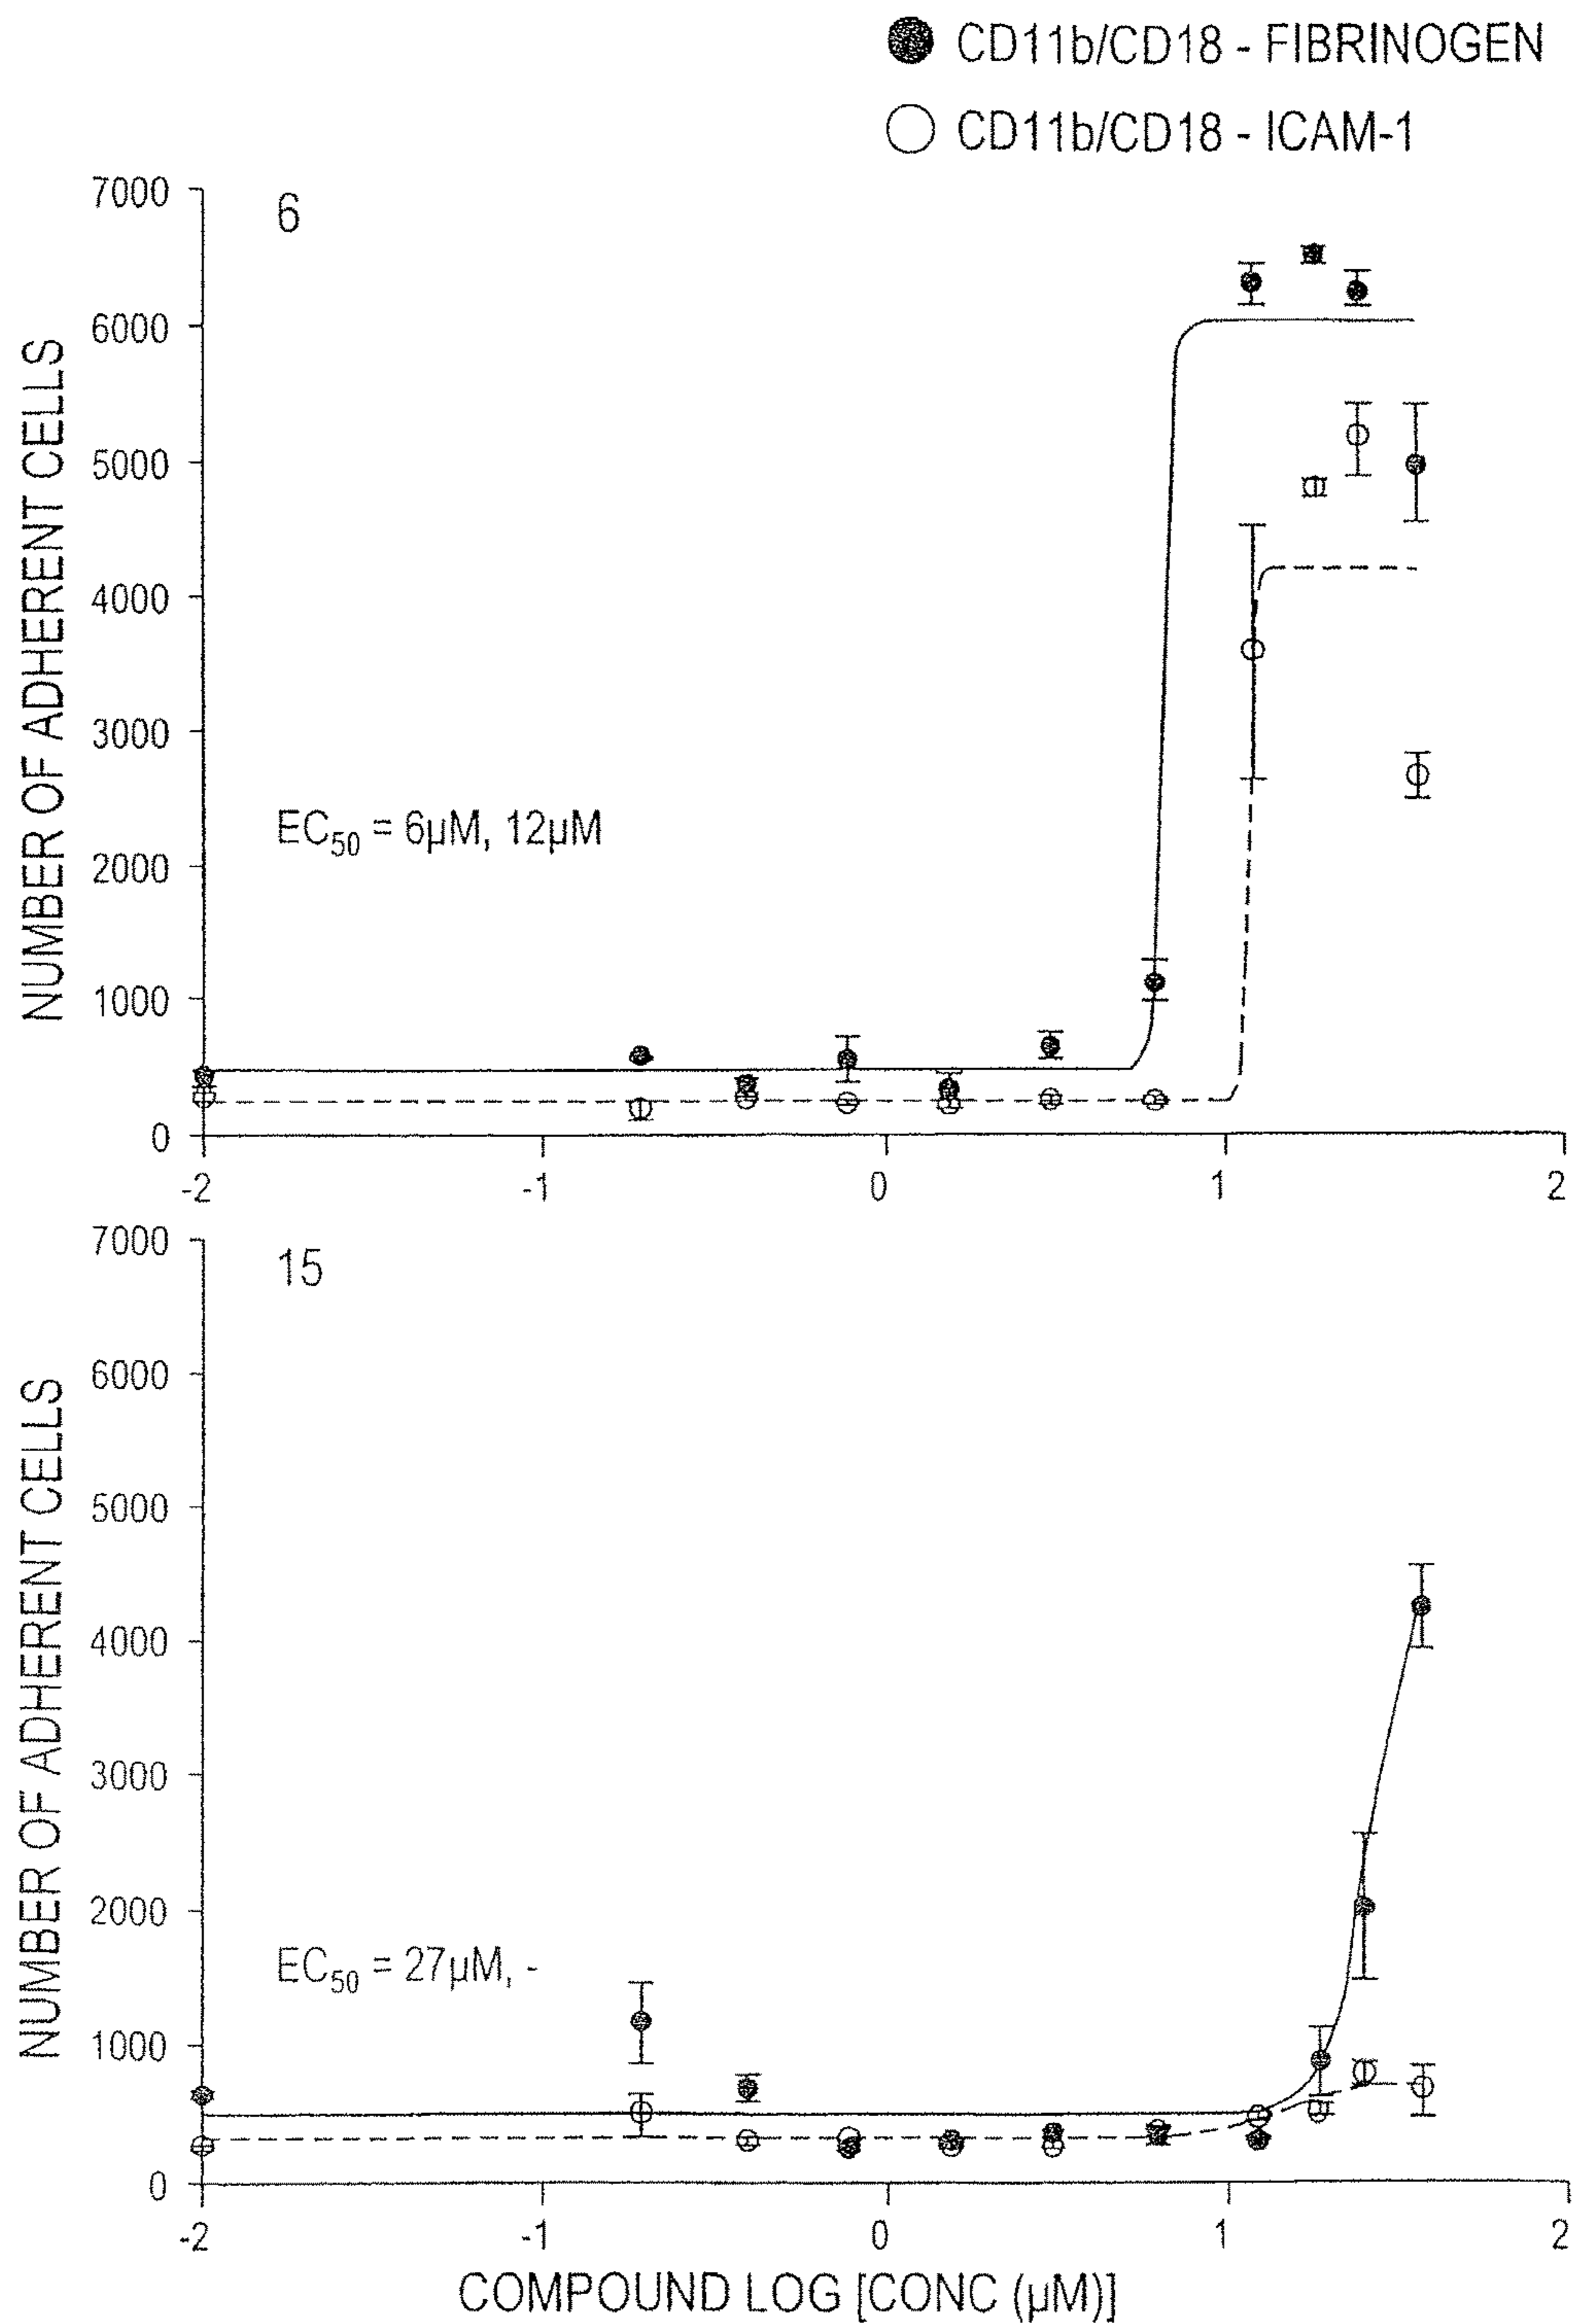 CD11b/CD18 - FIBRINOGEN
CD11b/CD18 - ICAM-1
6
NUMBER OF ADHERENT CELLS
7000
6000
5000
4000
3000
2000
1000
0
EC50 = 6µM, 12µM
-2 -1 0 1 2
15
NUMBER OF ADHERENT CELLS
7000
6000
5000
4000
3000
2000
1000
0
EC50 = 27µM, -
-2 -1 0 1 2
COMPOUND LOG [CONC (µM)]